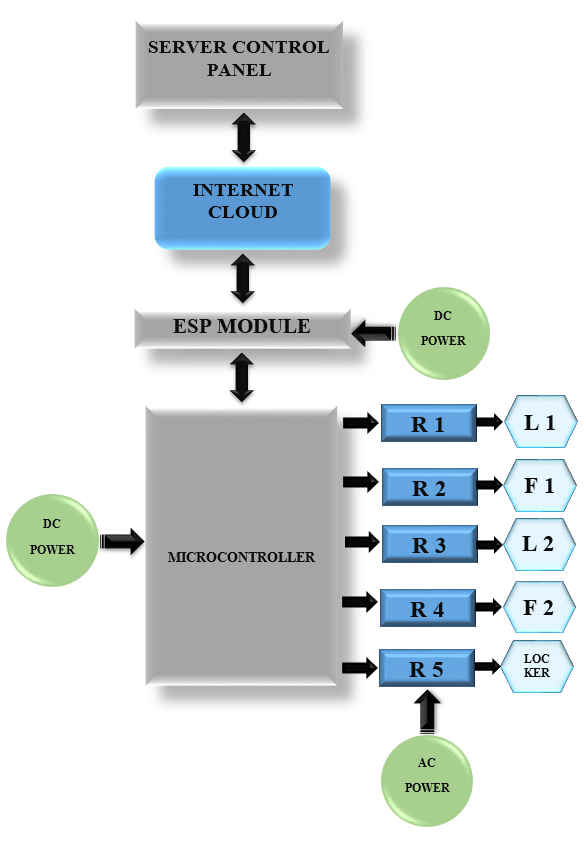 SERVER CONTROL
PANEL
INTERNET
CLOUD
ESP MODULE
DC
POWER
R 1
L 1
R 2
F 1
DC
POWER
MICROCONTROLLER
R 3
L 2
R 4
F 2
R 5
LOC
KER
AC
POWER